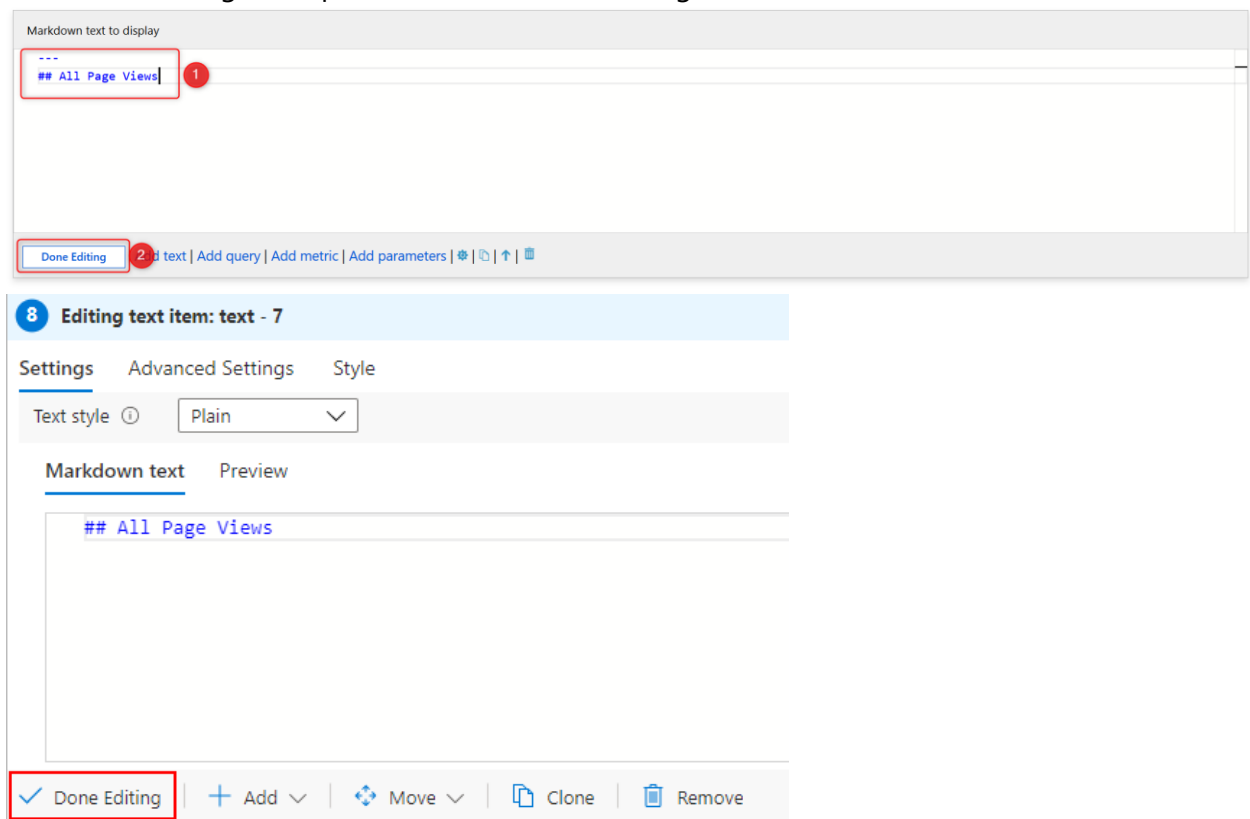 Markdown text to display
---
## All Page Views
1
Done Editing 2 d text | Add query | Add metric | Add parameters | | | |
8 Editing text item: text - 7
Settings Advanced Settings Style
Text style Plain
Markdown text Preview
## All Page Views
Done Editing Add Move Clone Remove